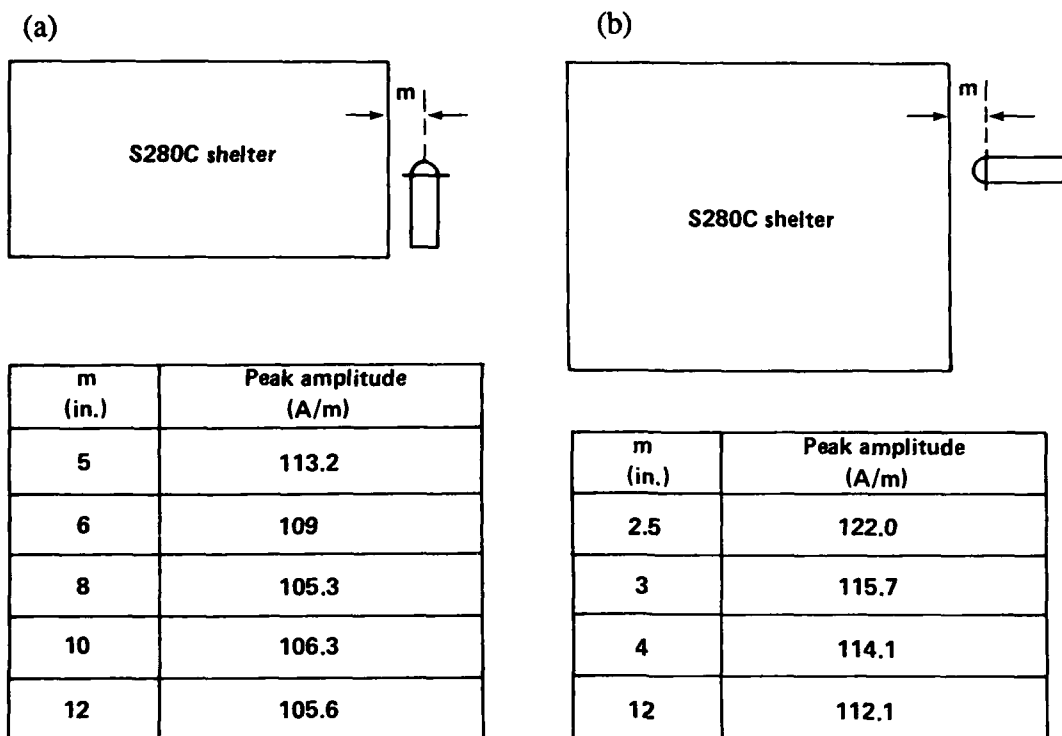 (a)
m
S280C shelter
m Peak amplitude
(in.) (A/m)
5 113.2
6 109
8 105.3
10 106.3
12 105.6
(b)
m
S280C shelter
m Peak amplitude
(in.) (A/m)
2.5 122.0
3 115.7
4 114.1
12 112.1